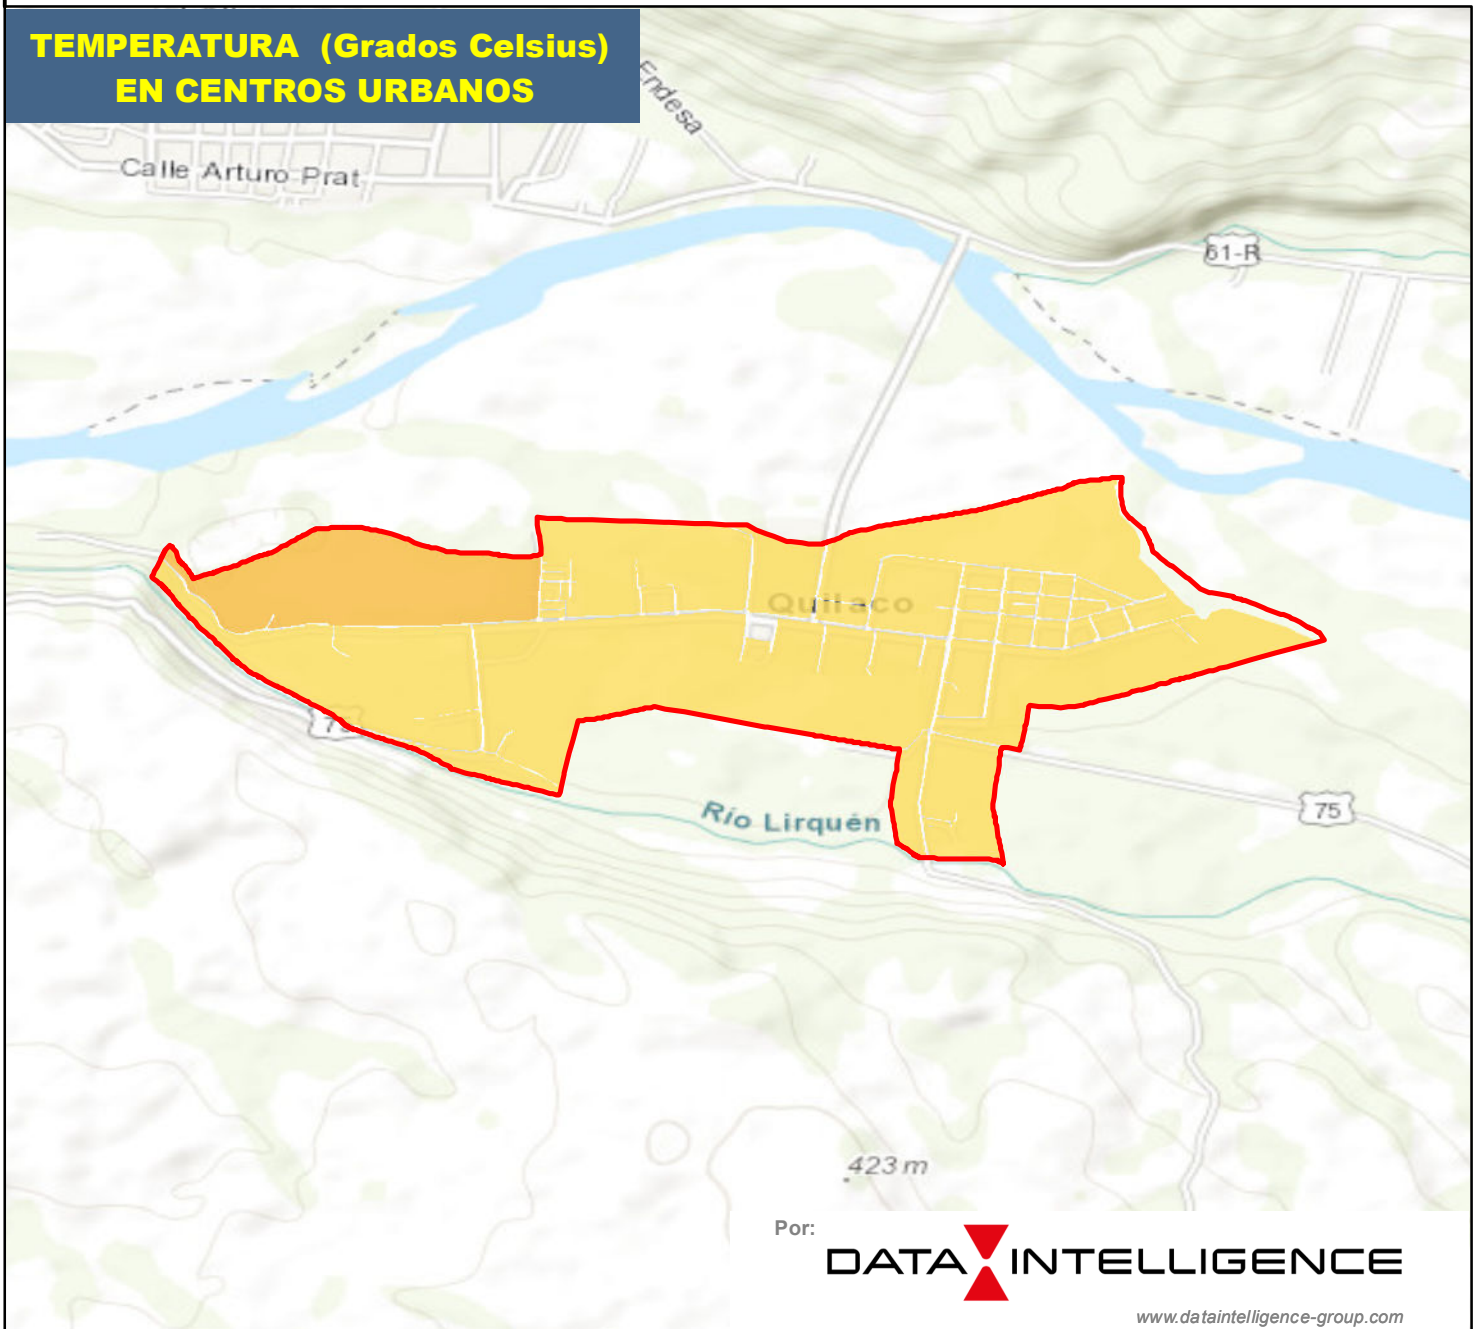 TEMPERATURA (Grados Celsius)
EN CENTROS URBANOS
Endesa
Calle Arturo Prat
61-R
Quilaco
Río Lirquén
75
423 m
Por:
DATA INTELLIGENCE
www.dataintelligence-group.com